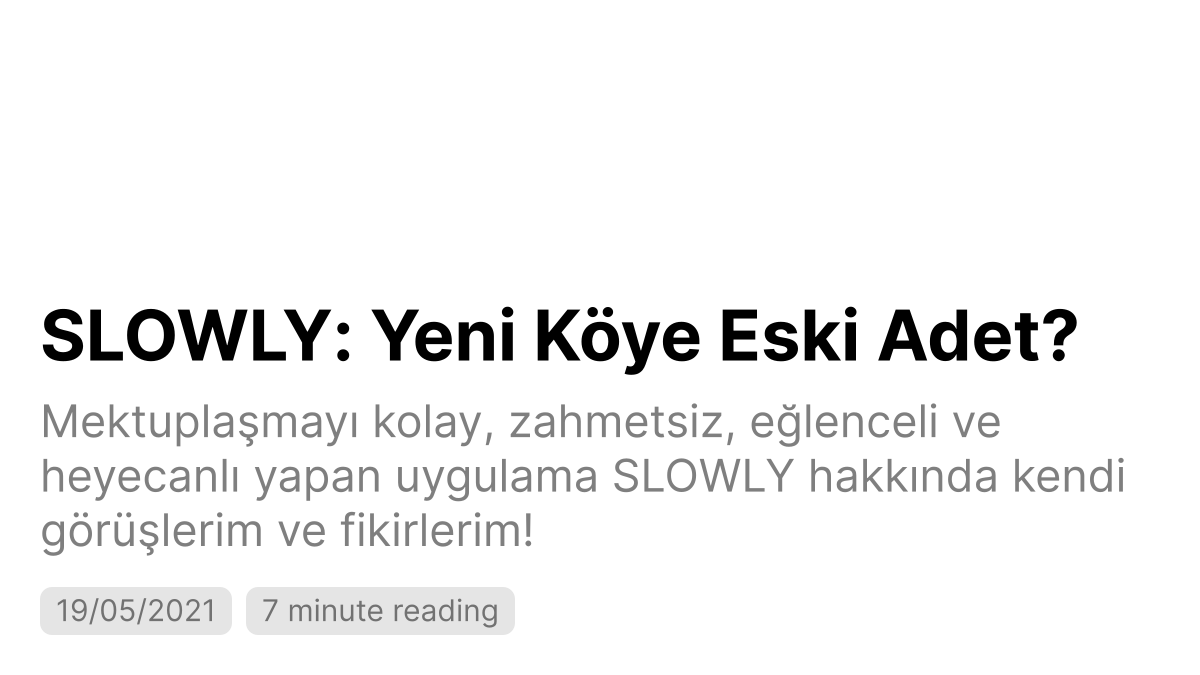 SLOWLY: Yeni Köye Eski Adet?
Mektuplaşmayı kolay, zahmetsiz, eğlenceli ve
heyecanlı yapan uygulama SLOWLY hakkında kendi
görüşlerim ve fikirlerim!
19/05/2021 7 minute reading